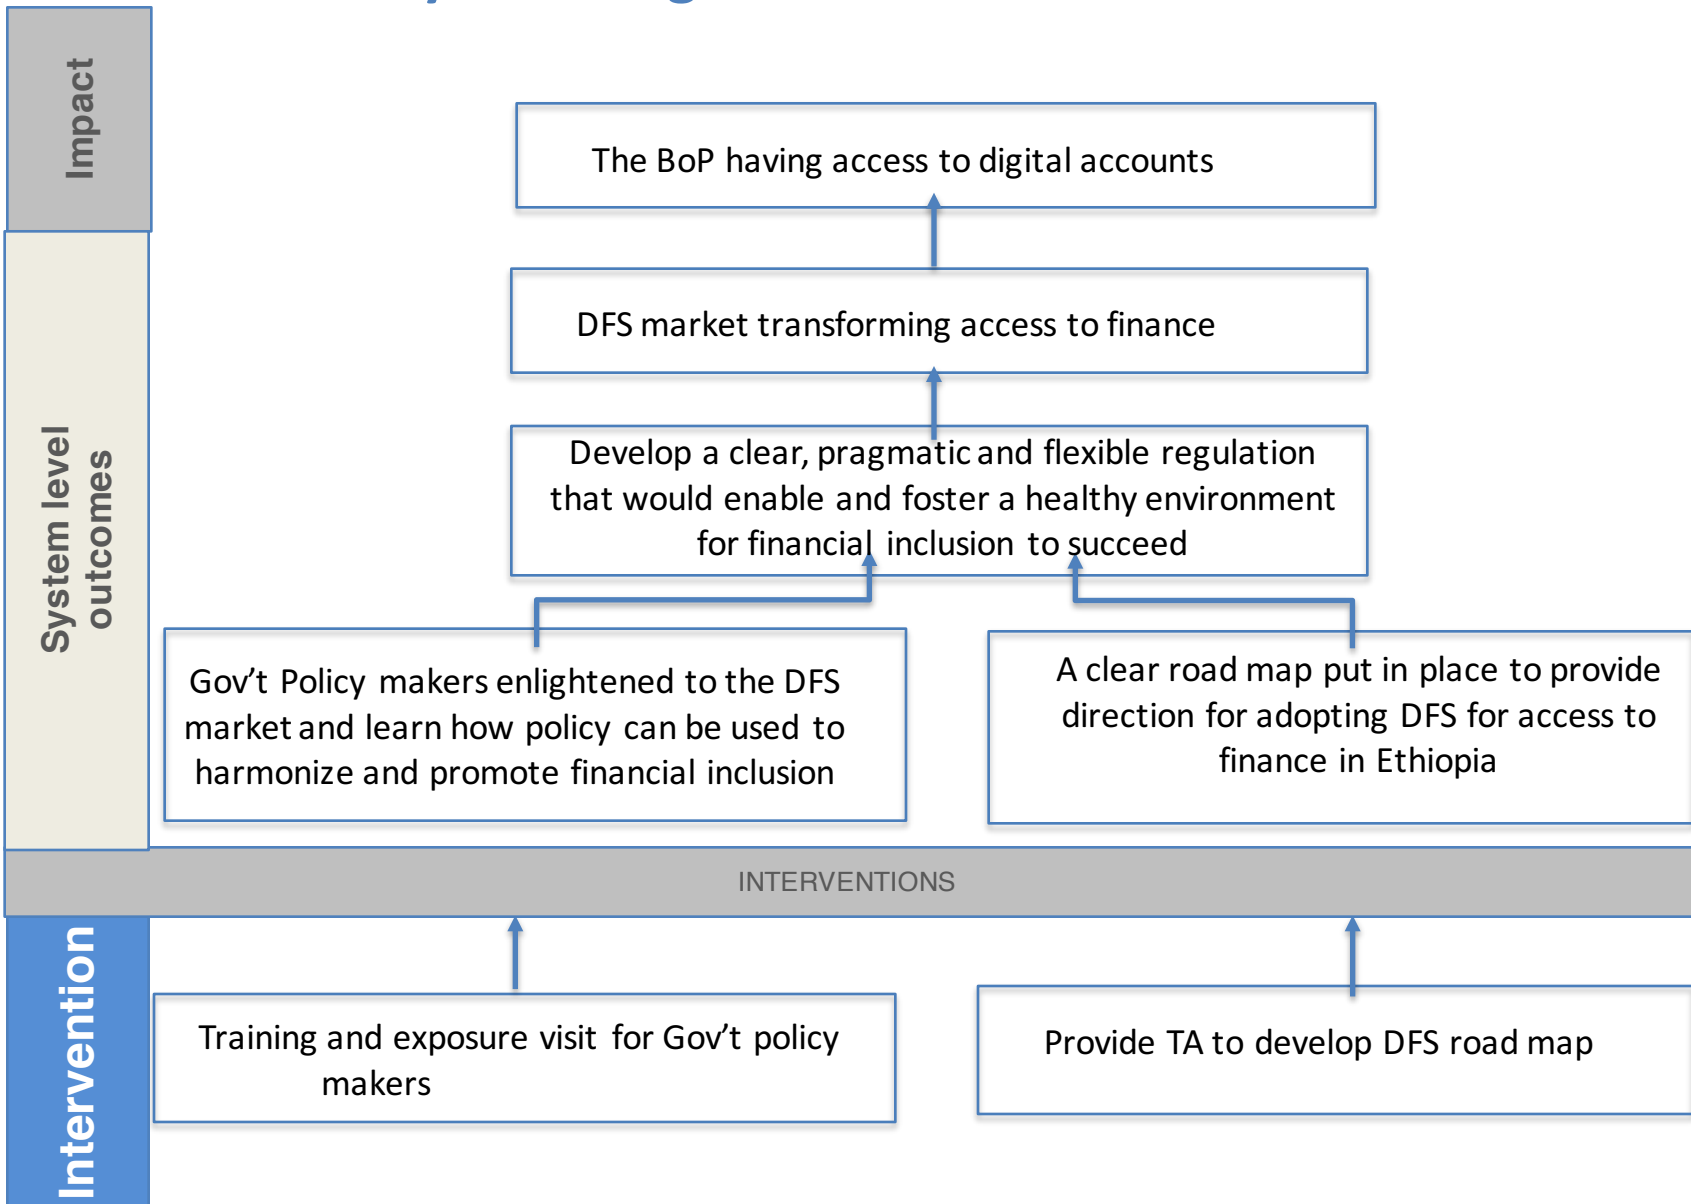 Impact
The BoP having access to digital accounts
DFS market transforming access to finance
System level
outcomes
Develop a clear, pragmatic and flexible regulation
that would enable and foster a healthy environment
for financial inclusion to succeed
Gov’t Policy makers enlightened to the DFS
market and learn how policy can be used to
harmonize and promote financial inclusion
A clear road map put in place to provide
direction for adopting DFS for access to
finance in Ethiopia
INTERVENTIONS
Intervention
Training and exposure visit for Gov’t policy
makers
Provide TA to develop DFS road map